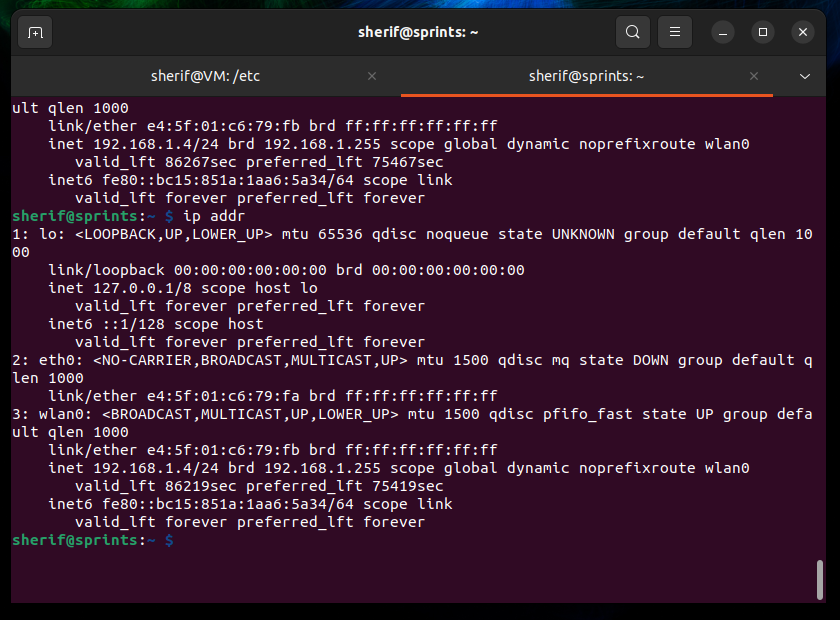 sherif@sprints: ~
sherif@VM: /etc
sherif@sprints: ~
ult qlen 1000
    link/ether e4:5f:01:c6:79:fb brd ff:ff:ff:ff:ff:ff
    inet 192.168.1.4/24 brd 192.168.1.255 scope global dynamic noprefixroute wlan0
       valid_lft 86267sec preferred_lft 75467sec
    inet6 fe80::bc15:851a:1aa6:5a34/64 scope link
       valid_lft forever preferred_lft forever
sherif@sprints:~ $ ip addr
1: lo: <LOOPBACK,UP,LOWER_UP> mtu 65536 qdisc noqueue state UNKNOWN group default qlen 10
00
    link/loopback 00:00:00:00:00:00 brd 00:00:00:00:00:00
    inet 127.0.0.1/8 scope host lo
       valid_lft forever preferred_lft forever
    inet6 ::1/128 scope host
       valid_lft forever preferred_lft forever
2: eth0: <NO-CARRIER,BROADCAST,MULTICAST,UP> mtu 1500 qdisc mq state DOWN group default q
len 1000
    link/ether e4:5f:01:c6:79:fa brd ff:ff:ff:ff:ff:ff
3: wlan0: <BROADCAST,MULTICAST,UP,LOWER_UP> mtu 1500 qdisc pfifo_fast state UP group defa
ult qlen 1000
    link/ether e4:5f:01:c6:79:fb brd ff:ff:ff:ff:ff:ff
    inet 192.168.1.4/24 brd 192.168.1.255 scope global dynamic noprefixroute wlan0
       valid_lft 86219sec preferred_lft 75419sec
    inet6 fe80::bc15:851a:1aa6:5a34/64 scope link
       valid_lft forever preferred_lft forever
sherif@sprints:~ $